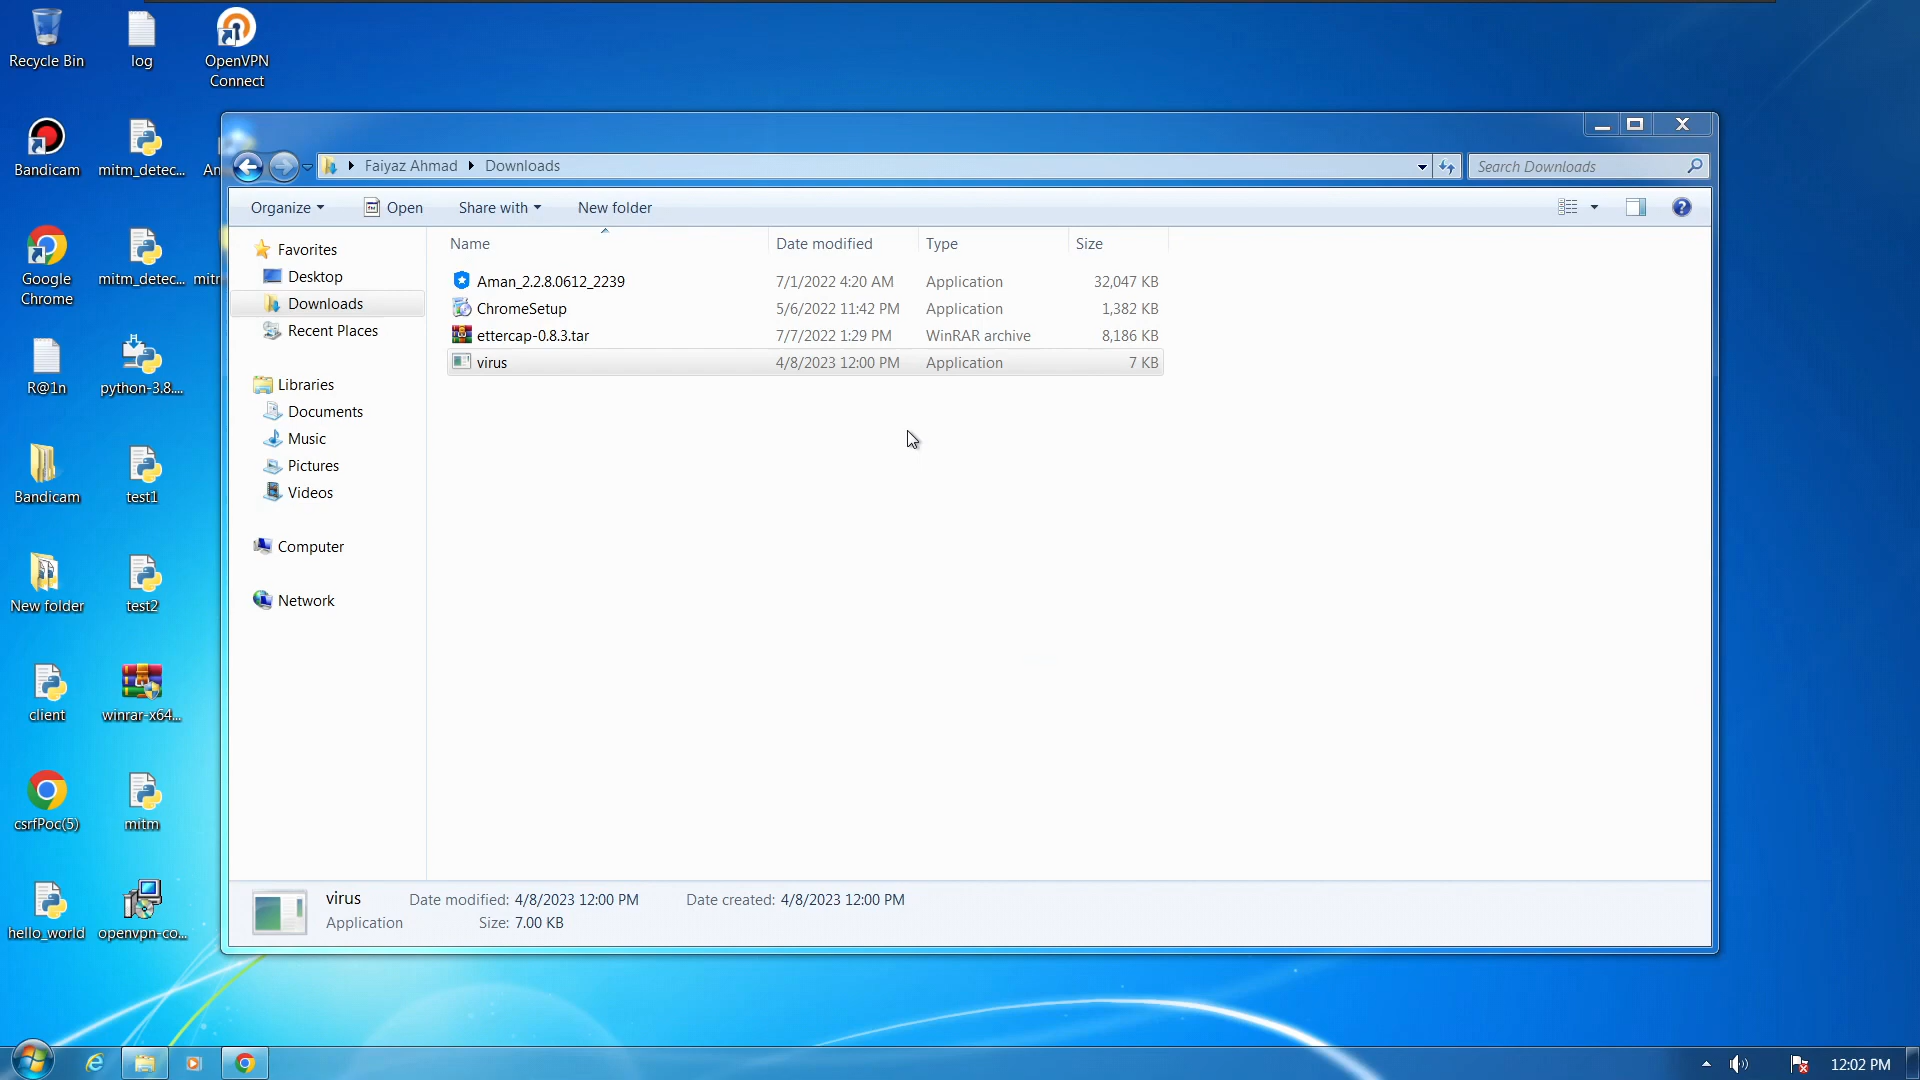 Recycle Bin
log
OpenVPN
Connect
Bandicam
mitm_detec...
An
Google
Chrome
mitm_detec...
mitr
R@1n
python-3.8....
Bandicam
test1
New folder
test2
client
winrar-x64...
csrfPoc(5)
mitm
hello_world
openvpn-co...
Faiyaz Ahmad
Downloads
Search Downloads
Organize
Open
Share with
New folder
Favorites
Desktop
Downloads
Recent Places
Libraries
Documents
Music
Pictures
Videos
Computer
Network
Name Date modified Type Size
Aman_2.2.8.0612_2239 7/1/2022 4:20 AM Application 32,047 KB
ChromeSetup 5/6/2022 11:42 PM Application 1,382 KB
ettercap-0.8.3.tar 7/7/2022 1:29 PM WinRAR archive 8,186 KB
virus 4/8/2023 12:00 PM Application 7 KB
virus Date modified: 4/8/2023 12:00 PM Date created: 4/8/2023 12:00 PM
Application Size: 7.00 KB
12:02 PM